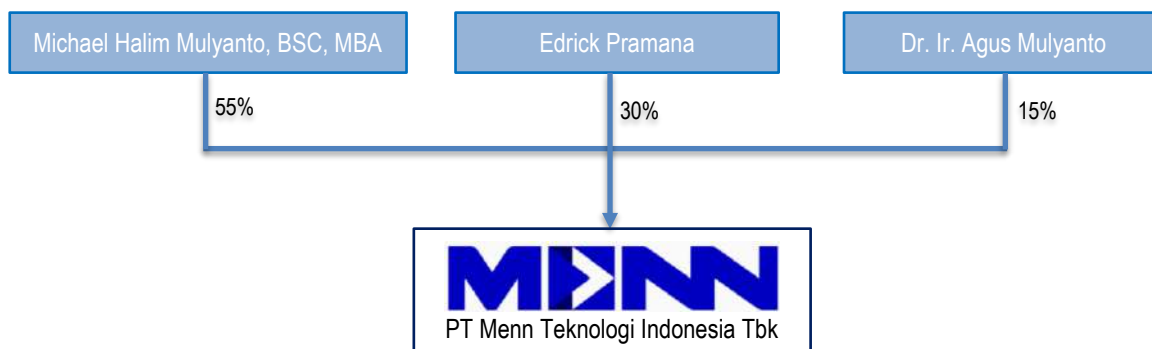 Michael Halim Mulyanto, BSC, MBA
Edrick Pramana
Dr. Ir. Agus Mulyanto
55%
30%
15%
MENN
PT Menn Teknologi Indonesia Tbk